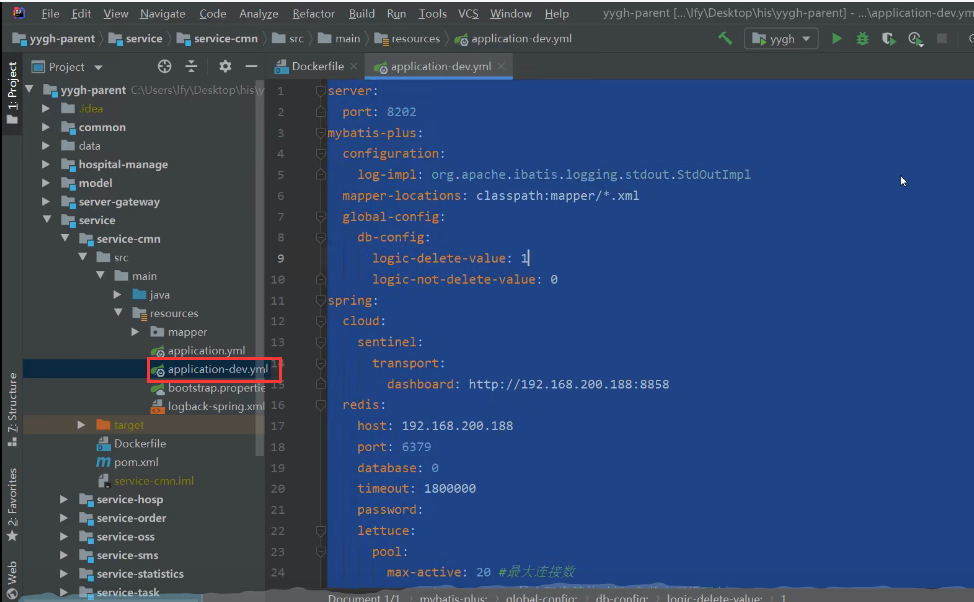 File Edit View Navigate Code Analyze Refactor Build Run Tools VCS Window Help yygh-parent [...\lfy\Desktop\his\yygh-parent] - ...\application-dev.yml
yygh-parent service service-cmn src main resources application-dev.yml yygh
1: Project
Project
Dockerfile
application-dev.yml
yygh-parent C:\Users\lfy\Desktop\his\y
.idea
common
data
hospital-manage
model
server-gateway
service
service-cmn
src
main
java
resources
mapper
application.yml
application-dev.yml
bootstrap.propertie
logback-spring.xml
target
Dockerfile
pom.xml
service-cmn.iml
service-hosp
service-order
service-oss
service-sms
service-statistics
service-task
Z: Structure
2: Favorites
Web
1 server:
2 port: 8202
3 mybatis-plus:
4 configuration:
5 log-impl: org.apache.ibatis.logging.stdout.StdOutImpl
6 mapper-locations: classpath:mapper/*.xml
7 global-config:
8 db-config:
9 logic-delete-value: 1
10 logic-not-delete-value: 0
11 spring:
12 cloud:
13 sentinel:
14 transport:
15 dashboard: http://192.168.200.188:8858
16 redis:
17 host: 192.168.200.188
18 port: 6379
19 database: 0
20 timeout: 1800000
21 password:
22 lettuce:
23 pool:
24 max-active: 20 #最大连接数
Document 1/1 mybatis-plus: global-config: db-config: logic-delete-value: 1